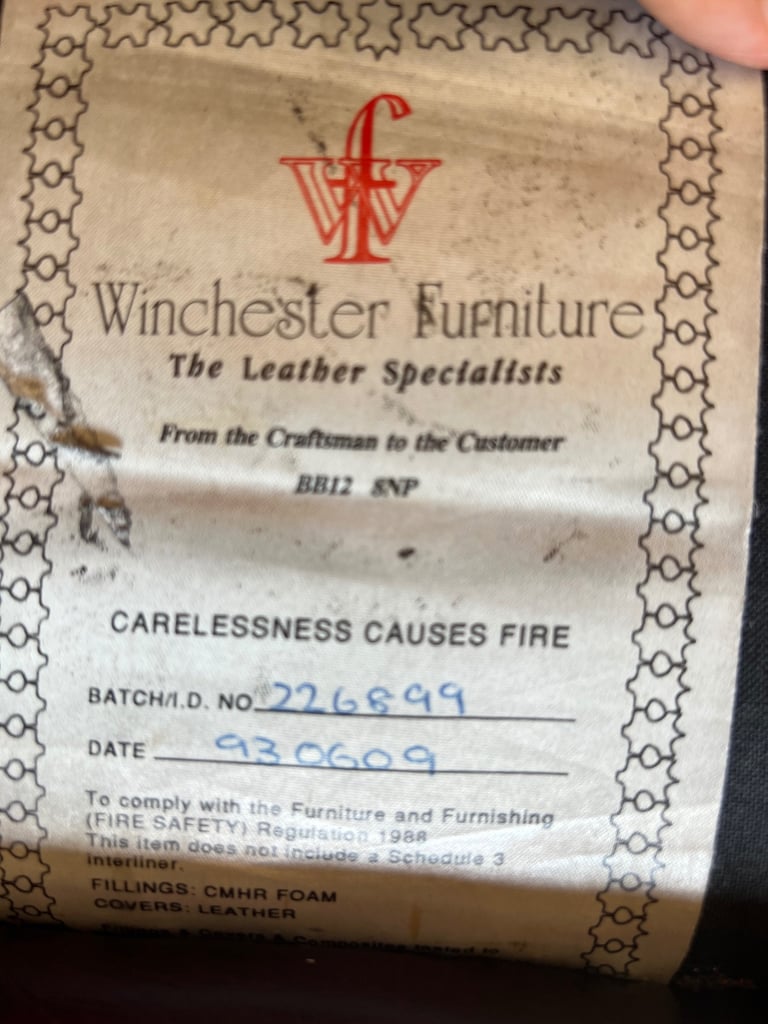 Wf
Winchester Furniture
The Leather Specialists
From the Craftsman to the Customer
BB12 8NP
CARELESSNESS CAUSES FIRE
BATCH/I.D. NO 226899
DATE 930609
To comply with the Furniture and Furnishing
(FIRE SAFETY) Regulation 1988
This item does not include a Schedule 3
interliner.
FILLINGS: CMHR FOAM
COVERS: LEATHER